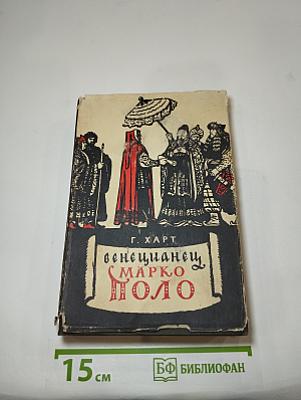 Г. ХАРТ
венецианец
МАРКО
ПОЛО
15 см
БФ БИБЛИОФАН